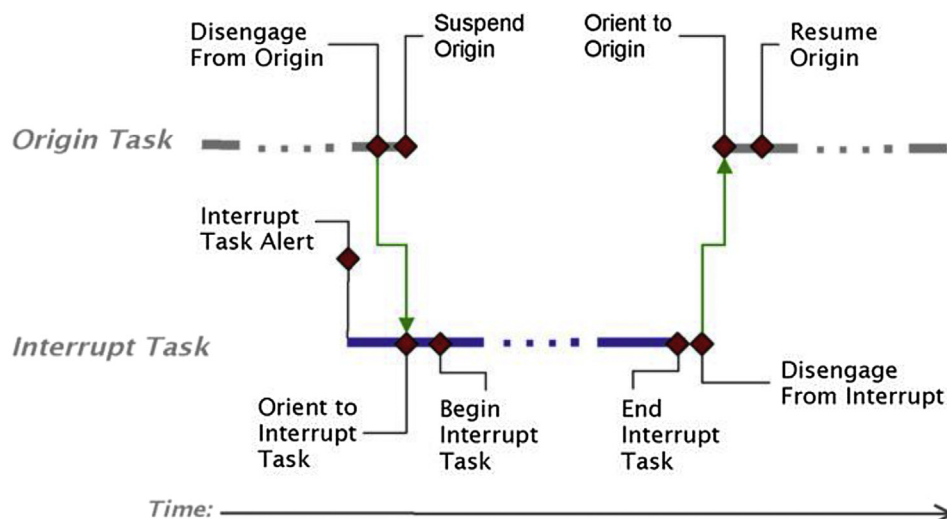 Disengage
From Origin
Suspend
Origin
Orient to
Origin
Resume
Origin
Origin Task
Interrupt
Task Alert
Interrupt Task
Orient to
Interrupt
Task
Begin
Interrupt
Task
End
Interrupt
Task
Disengage
From Interrupt
Time: